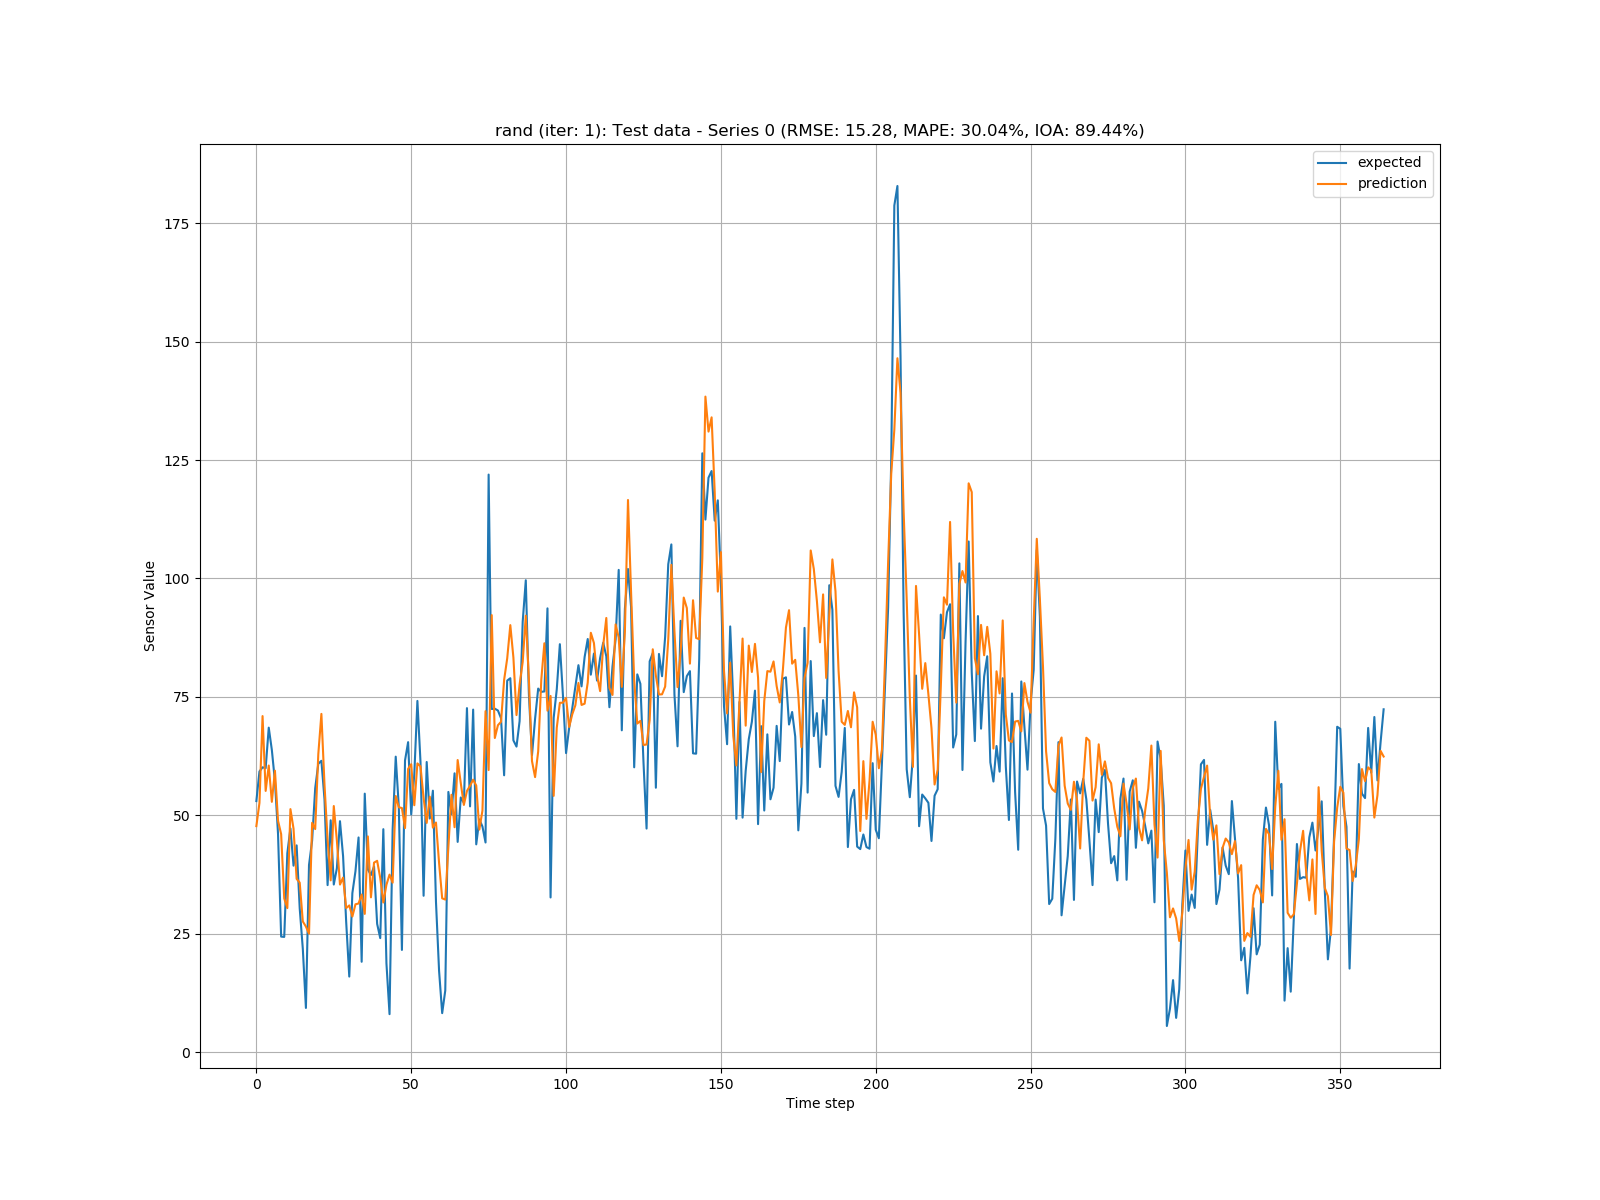 rand (iter: 1): Test data - Series 0 (RMSE: 15.28, MAPE: 30.04%, IOA: 89.44%)
expected
prediction
175
150
125
100
75
50
25
0
Sensor Value
0 50 100 150 200 250 300 350
Time step